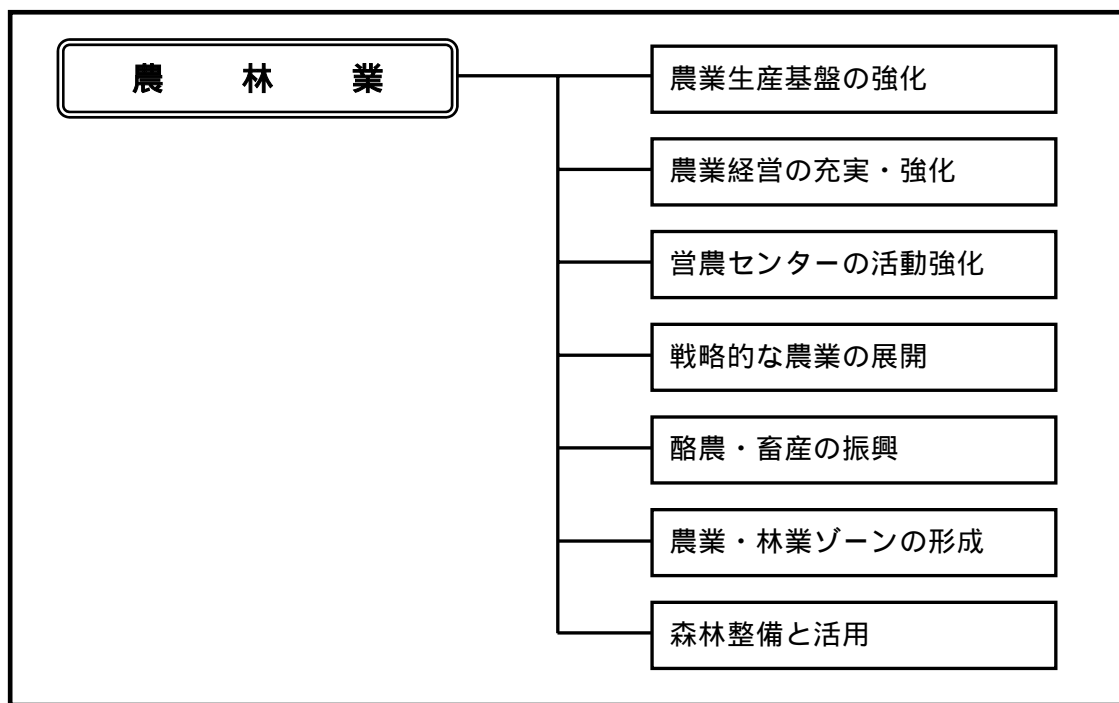 農　林　業
農業生産基盤の強化
農業経営の充実・強化
営農センターの活動強化
戦略的な農業の展開
酪農・畜産の振興
農業・林業ゾーンの形成
森林整備と活用